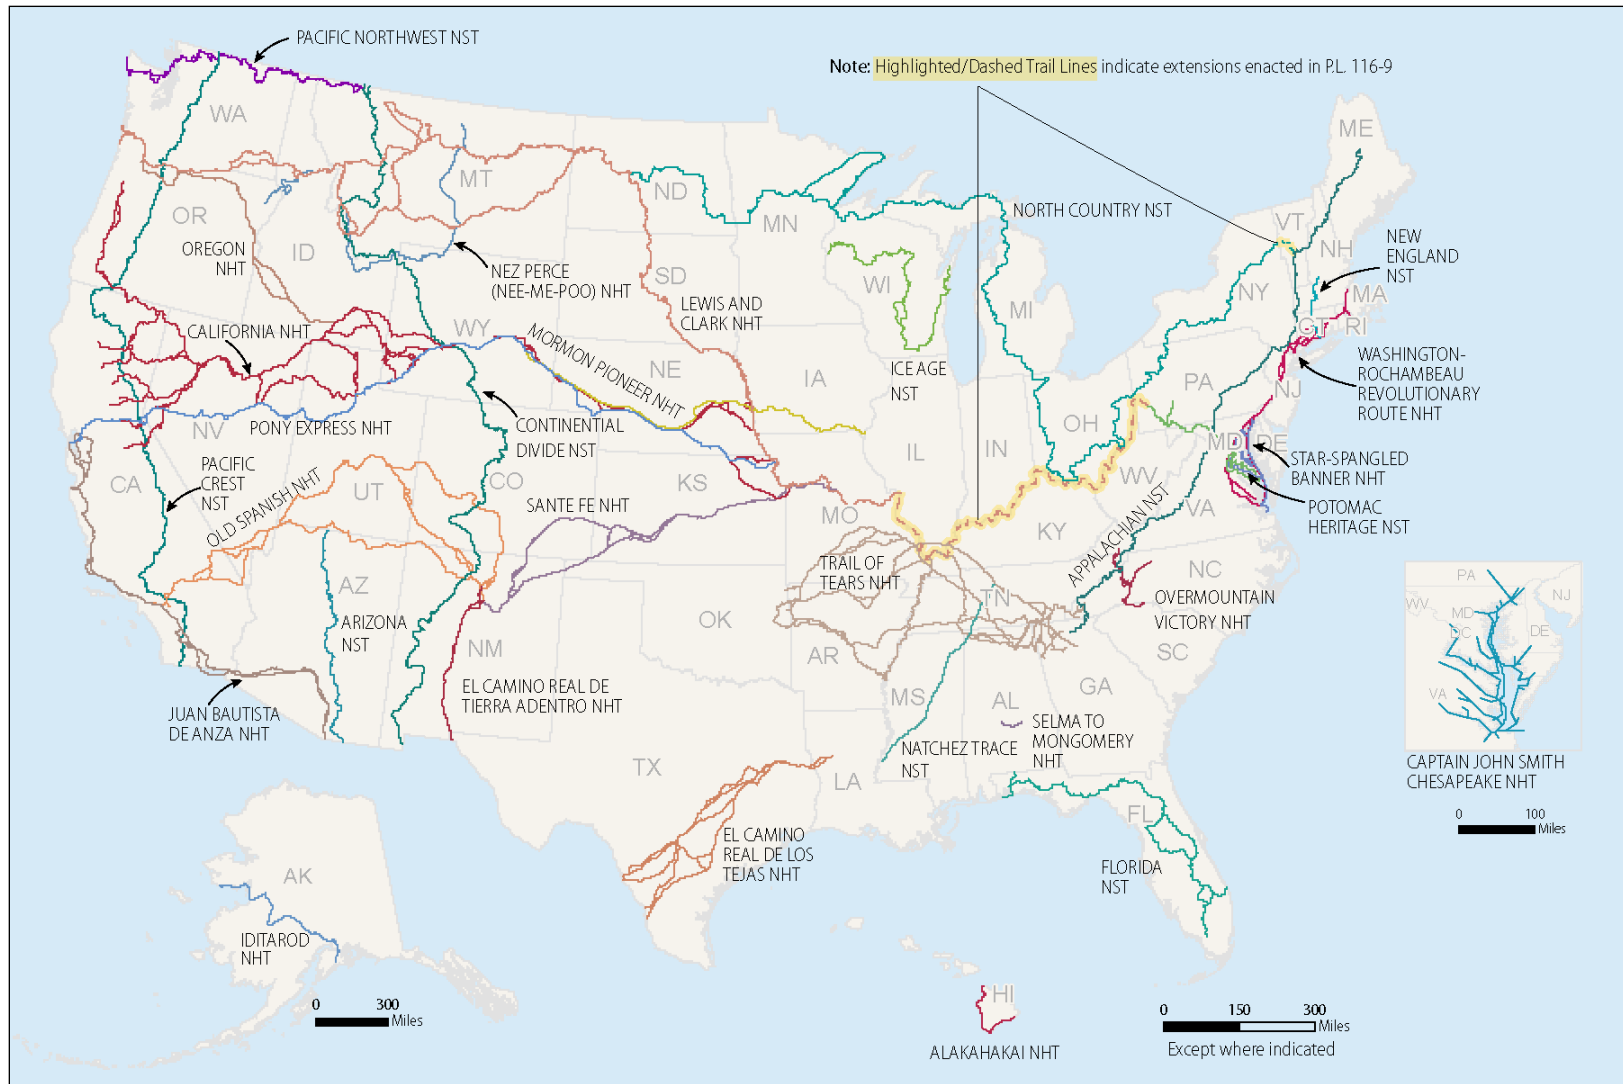 PACIFIC NORTHWEST NST
Note: Highlighted/Dashed Trail Lines indicate extensions enacted in P.L. 116-9
WA
ME
MT
ND
MN
VT
NH
NORTH COUNTRY NST
NEW
ENGLAND
NST
OR
OREGON
NHT
ID
NEZ PERCE
(NEE-ME-POO) NHT
SD
LEWIS AND
CLARK NHT
WI
MI
NY
MA
CT
RI
CALIFORNIA NHT
WY
MORMON PIONEER NHT
NE
IA
ICE AGE
NST
PA
NJ
WASHINGTON-
ROCHAMBEAU
REVOLUTIONARY
ROUTE NHT
NV
PONY EXPRESS NHT
CONTINENTIAL
DIVIDE NST
IL
IN
OH
MD
DE
STAR-SPANGLED
BANNER NHT
CA
PACIFIC
CREST
NST
OLD SPANISH NHT
UT
CO
SANTE FE NHT
KS
MO
KY
WV
VA
POTOMAC
HERITAGE NST
APPALACHIAN NST
TRAIL OF
TEARS NHT
AZ
ARIZONA
NST
NM
OK
AR
TN
NC
OVERMOUNTAIN
VICTORY NHT
SC
PA
WV
MD
DC
NJ
DE
VA
CAPTAIN JOHN SMITH
CHESAPEAKE NHT
0 100
Miles
JUAN BAUTISTA
DE ANZA NHT
EL CAMINO REAL DE
TIERRA ADENTRO NHT
MS
AL
GA
NATCHEZ TRACE
NST
SELMA TO
MONGOMERY
NHT
TX
LA
EL CAMINO
REAL DE LOS
TEJAS NHT
FL
FLORIDA
NST
AK
IDITAROD
NHT
0 300
Miles
HI
ALAKAHAKAI NHT
0 150 300
Miles
Except where indicated